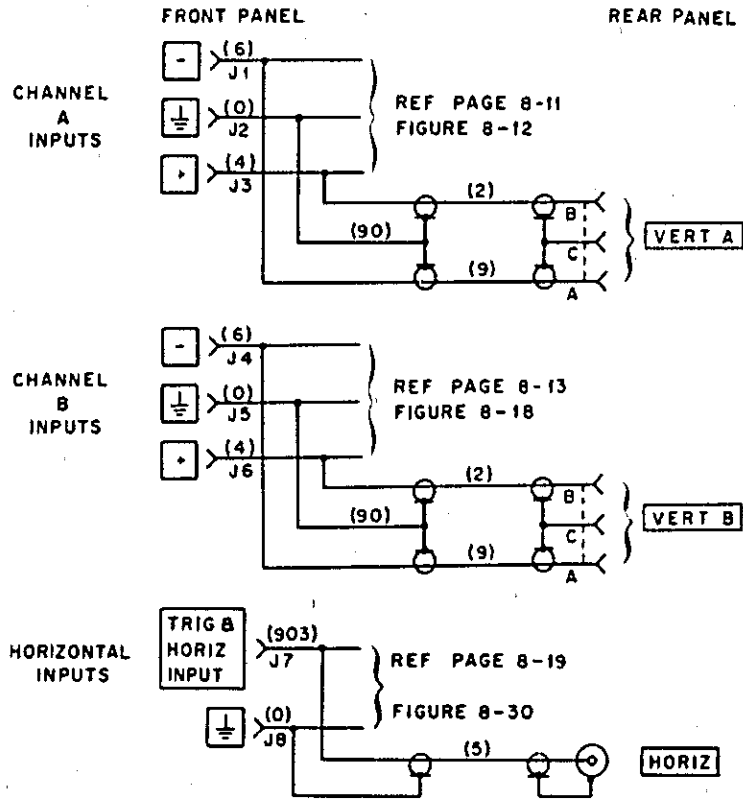 FRONT PANEL
REAR PANEL
CHANNEL
A
INPUTS
-
(6)
J1
(0)
J2
+
(4)
J3
REF PAGE 8-11
FIGURE 8-12
(2)
(90)
(9)
B
C
A
VERT A
CHANNEL
B
INPUTS
-
(6)
J4
(0)
J5
+
(4)
J6
REF PAGE 8-13
FIGURE 8-18
(2)
(90)
(9)
B
C
A
VERT B
HORIZONTAL
INPUTS
TRIG &
HORIZ
INPUT
(903)
J7
(0)
J8
REF PAGE 8-19
FIGURE 8-30
(5)
HORIZ